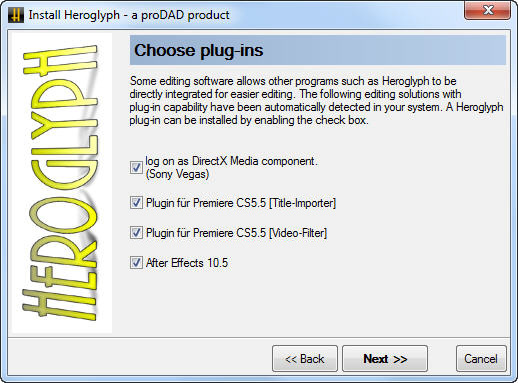 Install Heroglyph - a proDAD product
HEROGLYPH
Choose plug-ins
Some editing software allows other programs such as Heroglyph to be
directly integrated for easier editing. The following editing solutions with
plug-in capability have been automatically detected in your system. A Heroglyph
plug-in can be installed by enabling the check box.
log on as DirectX Media component.
(Sony Vegas)
Plugin für Premiere CS5.5 [Title-Importer]
Plugin für Premiere CS5.5 [Video-Filter]
After Effects 10.5
<< Back
Next >>
Cancel